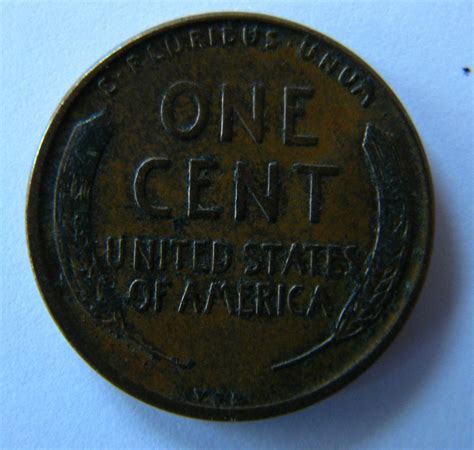 E·PLURIBUS·UNUM
ONE
CENT
UNITED STATES
OF AMERICA